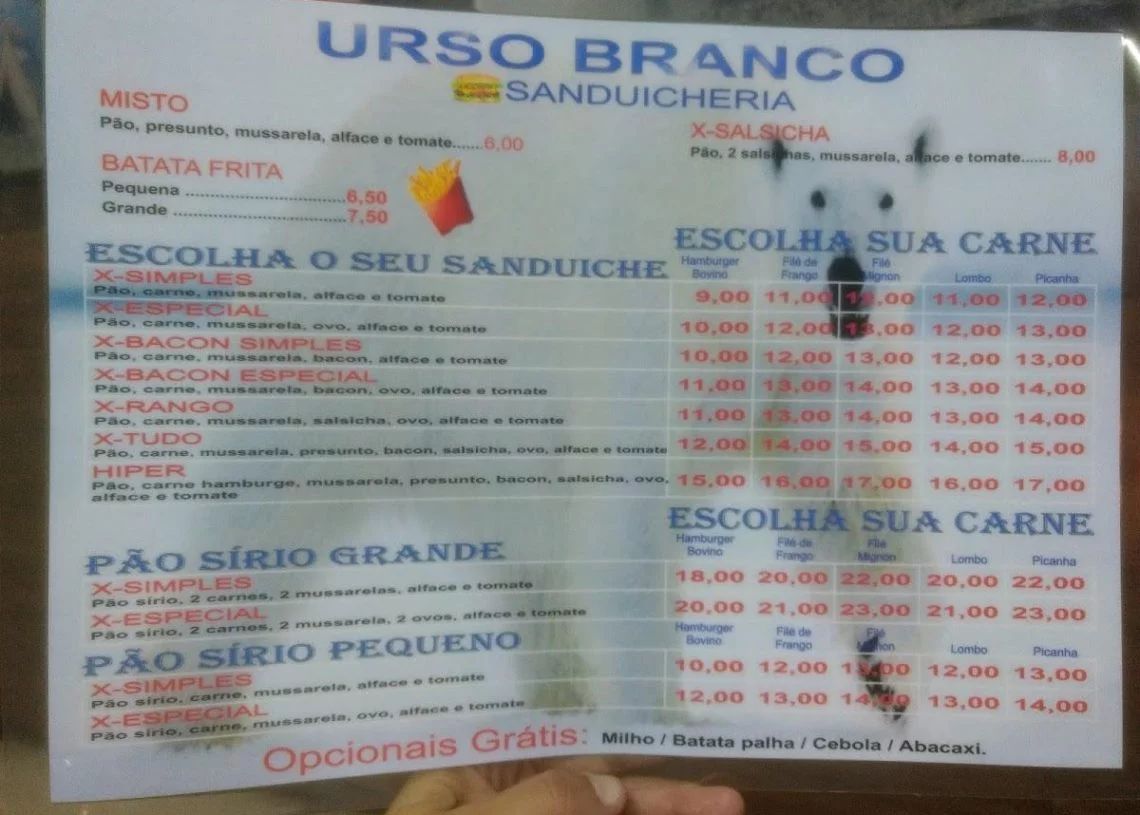 URSO BRANCO
SANDUICHERIA
MISTO
Pão, presunto, mussarela, alface e tomate......6,00
X-SALSICHA
Pão, 2 salsichas, mussarela, alface e tomate....... 8,00
BATATA FRITA
Pequena ................................6,50
Grande ...................................7,50
ESCOLHA O SEU SANDUICHE
ESCOLHA SUA CARNE
Hamburger Bovino Filé de Frango Filé Mignon Lombo Picanha
X-SIMPLES
Pão, carne, mussarela, alface e tomate 9,00 11,00 ,00 11,00 12,00
X-ESPECIAL
Pão, carne, mussarela, ovo, alface e tomate 10,00 12,00 13,00 12,00 13,00
X-BACON SIMPLES
Pão, carne, mussarela, bacon, alface e tomate 10,00 12,00 13,00 12,00 13,00
X-BACON ESPECIAL
Pão, carne, mussarela, bacon, ovo, alface e tomate 11,00 13,00 14,00 13,00 14,00
X-RANGO
Pão, carne, mussarela, salsicha, ovo, alface e tomate 11,00 13,00 14,00 13,00 14,00
X-TUDO
Pão, carne, mussarela, presunto, bacon, salsicha, ovo, alface e tomate 12,00 14,00 15,00 14,00 15,00
HIPER
Pão, carne hamburge, mussarela, presunto, bacon, salsicha, ovo, 15,00 16,00 17,00 16,00 17,00
alface e tomate
ESCOLHA SUA CARNE
PÃO SÍRIO GRANDE
Hamburger Bovino Filé de Frango Filé Mignon Lombo Picanha
X-SIMPLES
Pão sírio, 2 carnes, 2 mussarelas, alface e tomate 18,00 20,00 22,00 20,00 22,00
X-ESPECIAL
Pão sírio, 2 carnes, 2 mussarela, 2 ovos, alface e tomate 20,00 21,00 23,00 21,00 23,00
PÃO SÍRIO PEQUENO
Hamburger Bovino Filé de Frango Filé Mignon Lombo Picanha
X-SIMPLES
Pão sírio, carne, mussarela, alface e tomate 10,00 12,00 13,00 12,00 13,00
X-ESPECIAL
Pão sírio, carne, mussarela, ovo, alface e tomate 12,00 13,00 14,00 13,00 14,00
Opcionais Grátis: Milho / Batata palha / Cebola / Abacaxi.